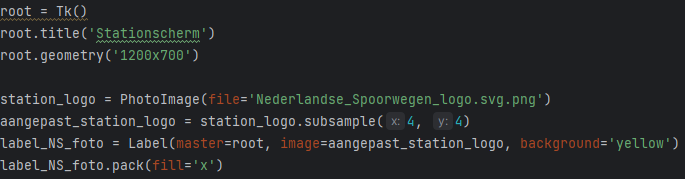 root = Tk()
root.title('Stationscherm')
root.geometry('1200x700')
station_logo = PhotoImage(file='Nederlandse_Spoorwegen_logo.svg.png')
aangepast_station_logo = station_logo.subsample( x: 4, y: 4)
label_NS_foto = Label(master=root, image=aangepast_station_logo, background='yellow')
label_NS_foto.pack(fill='x')